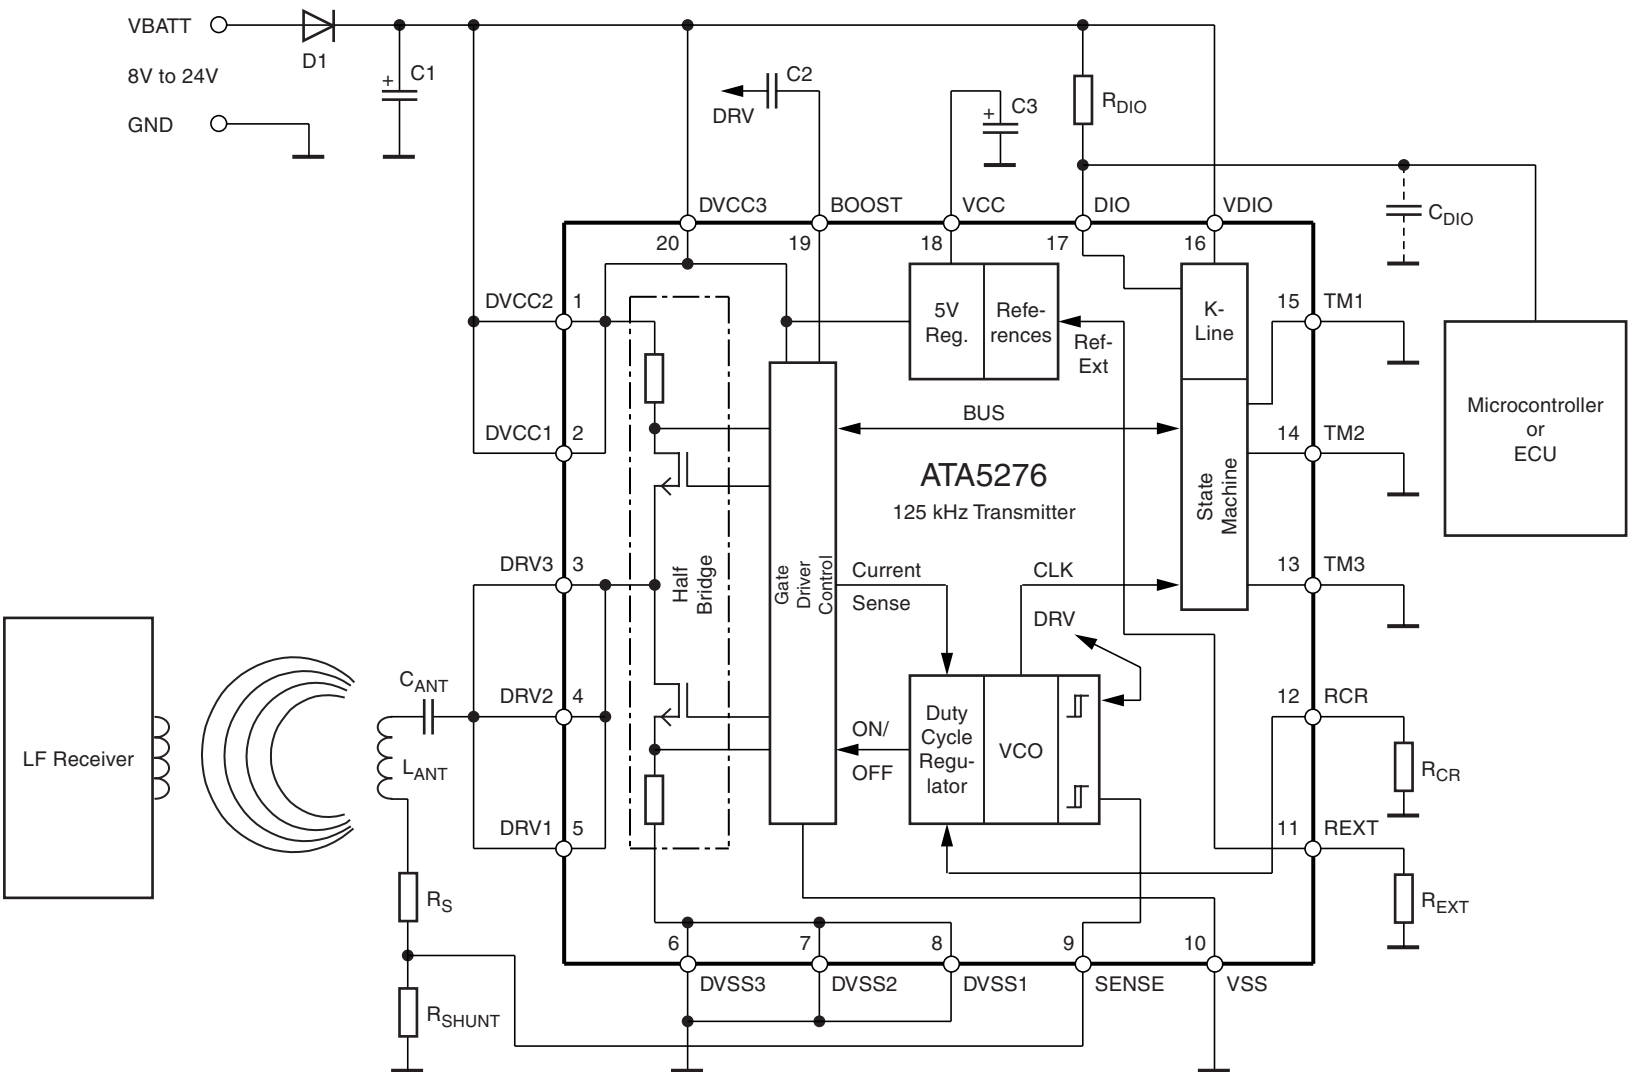 VBATT
D1
+ C1
8V to 24V
GND
C2
DRV
+ C3
RDIO
CDIO
DVCC3
BOOST
VCC
DIO
VDIO
20
19
18
17
16
DVCC2 1
DVCC1 2
DRV3 3
DRV2 4
DRV1 5
5V
Reg.
Refe-
rences
Ref-
Ext
K-
Line
15 TM1
14 TM2
13 TM3
12 RCR
11 REXT
Microcontroller
or
ECU
BUS
ATA5276
125 kHz Transmitter
State
Machine
Half
Bridge
Gate
Driver
Control
Current
Sense
CLK
DRV
Duty
Cycle
Regu-
lator
VCO
ON/
OFF
LF Receiver
CANT
LANT
RS
RSHUNT
RCR
REXT
6
7
8
9
10
DVSS3
DVSS2
DVSS1
SENSE
VSS